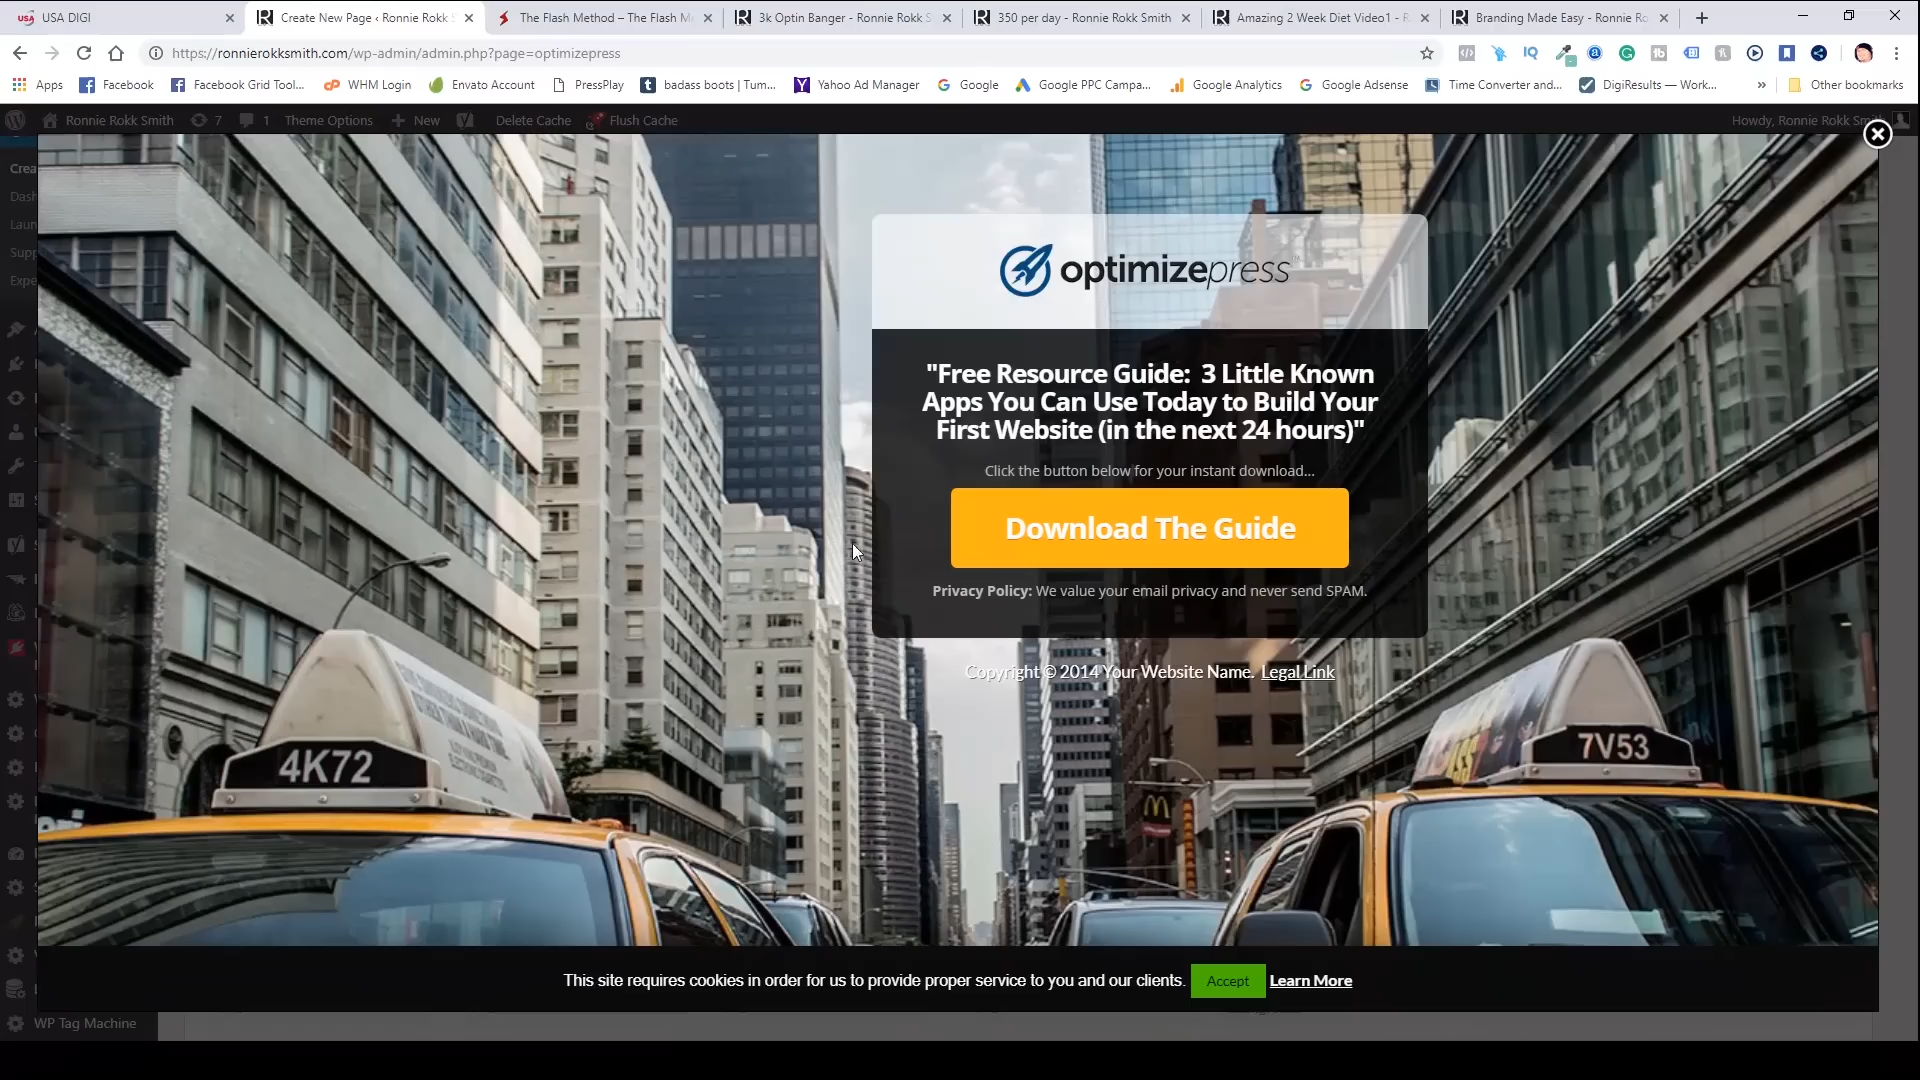 USA DIGI
Create New Page ‹ Ronnie Rokk S
The Flash Method – The Flash M
3k Optin Banger - Ronnie Rokk S
350 per day - Ronnie Rokk Smith
Amazing 2 Week Diet Video1 - R
Branding Made Easy - Ronnie Ro
https://ronnierokksmith.com/wp-admin/admin.php?page=optimizepress
Apps
Facebook
Facebook Grid Tool...
WHM Login
Envato Account
PressPlay
badass boots | Tum...
Yahoo Ad Manager
Google
Google PPC Campa...
Google Analytics
Google Adsense
Time Converter and...
DigiResults — Work...
»
Other bookmarks
Ronnie Rokk Smith
7
1
Theme Options
New
Delete Cache
Flush Cache
Howdy, Ronnie Rokk Smith
Crea
Dash
Laun
Supp
Expe
optimizepress
"Free Resource Guide: 3 Little Known
Apps You Can Use Today to Build Your
First Website (in the next 24 hours)"
Click the button below for your instant download...
Download The Guide
Privacy Policy: We value your email privacy and never send SPAM.
Copyright © 2014 Your Website Name. Legal Link
4K72
7V53
This site requires cookies in order for us to provide proper service to you and our clients. Accept Learn More
WP Tag Machine